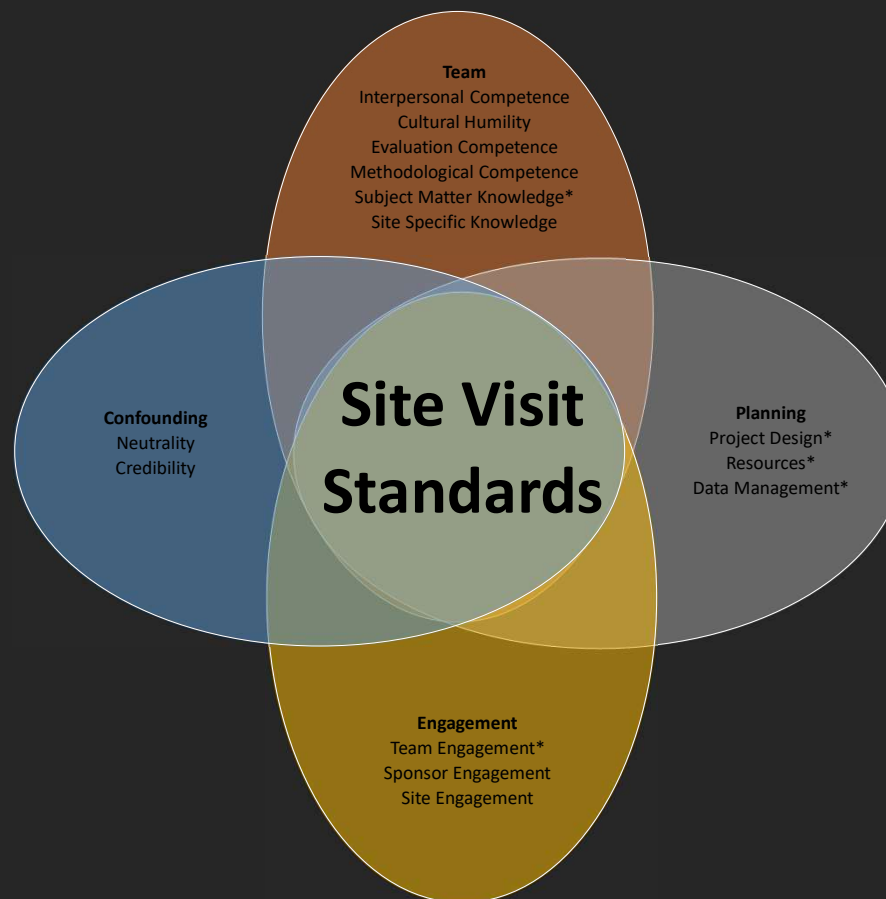 Team
Interpersonal Competence
Cultural Humility
Evaluation Competence
Methodological Competence
Subject Matter Knowledge*
Site Specific Knowledge
Confounding
Neutrality
Credibility
Site Visit
Standards
Planning
Project Design*
Resources*
Data Management*
Engagement
Team Engagement*
Sponsor Engagement
Site Engagement